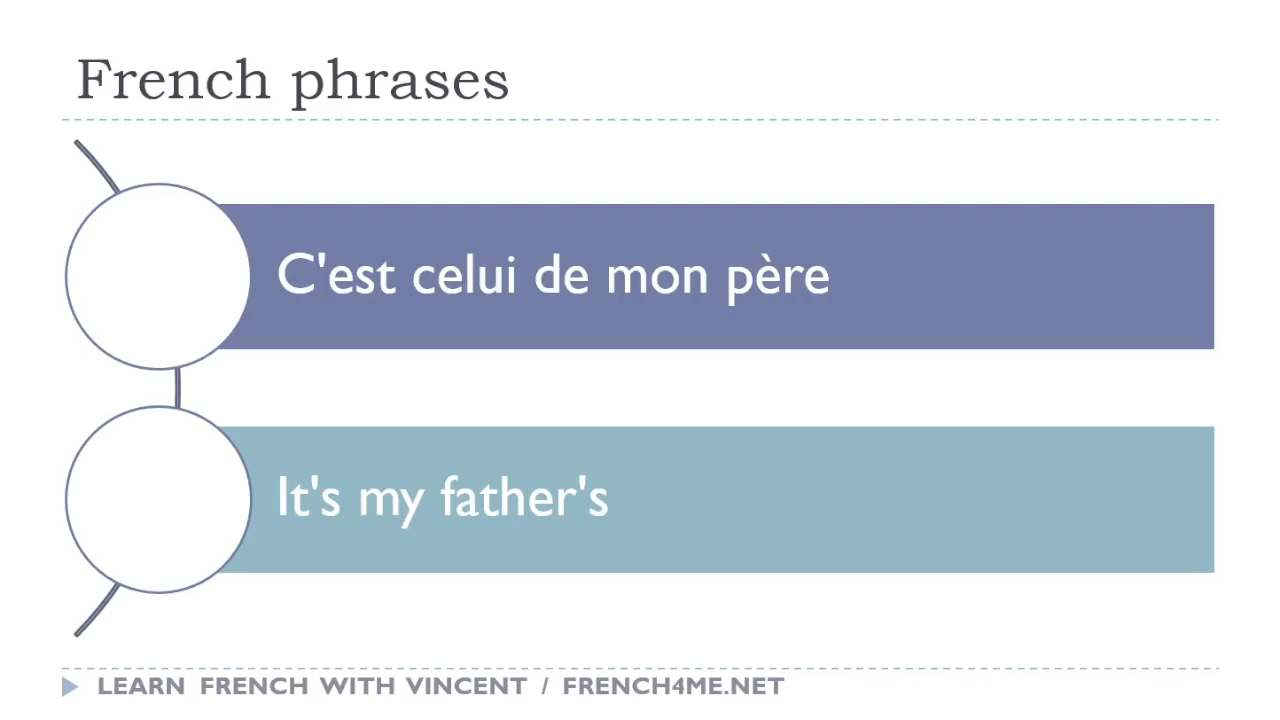 French phrases
C'est celui de mon père
It's my father's
LEARN FRENCH WITH VINCENT / FRENCH4ME.NET